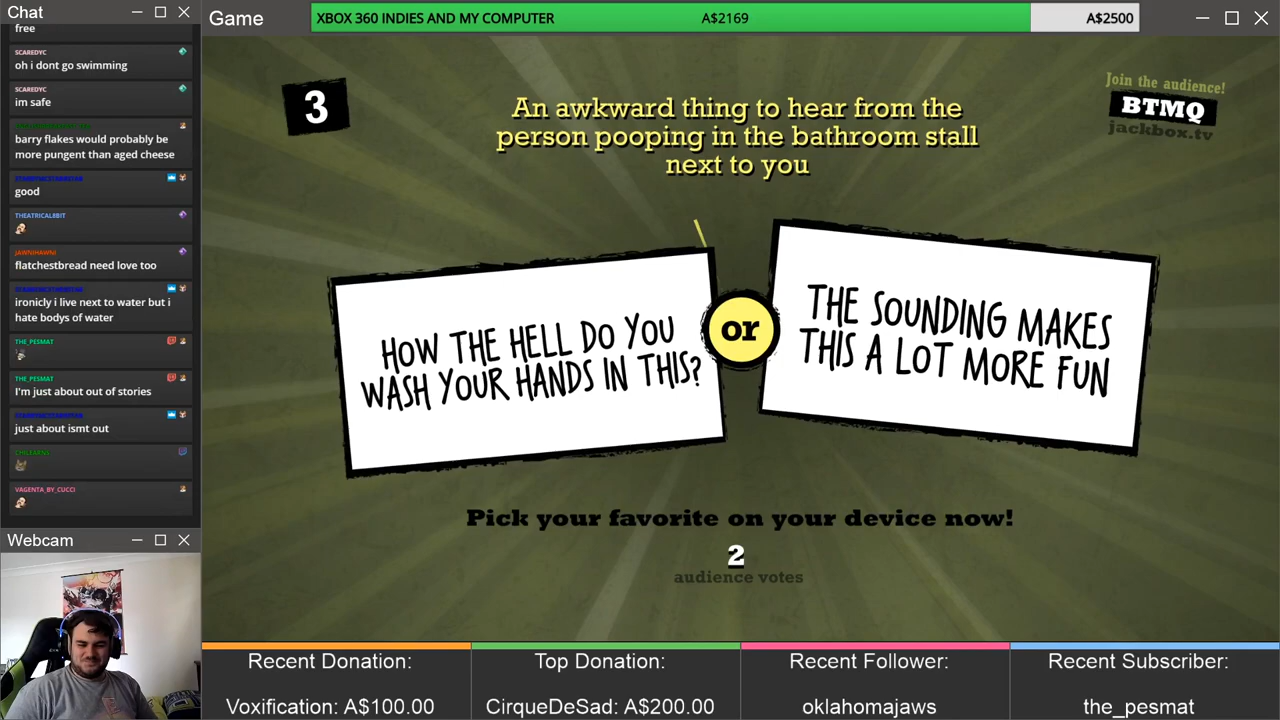 Chat
free
SCAREDYC
oh i dont go swimming
SCAREDYC
im safe
barry flakes would probably be
more pungent than aged cheese
good
THEATRICAL8BIT
JAWNIHAWNI
flatchestbread need love too
ironicly i live next to water but i
hate bodys of water
THE_PESMAT
THE_PESMAT
I'm just about out of stories
just about ismt out
VAGENTA_BY_CUCCI
Webcam
Game
XBOX 360 INDIES AND MY COMPUTER
A$2169
A$2500
3
An awkward thing to hear from the
person pooping in the bathroom stall
next to you
Join the audience!
BTMQ
jackbox.tv
HOW THE HELL DO YOU
WASH YOUR HANDS IN THIS?
or
THE SOUNDING MAKES
THIS A LOT MORE FUN
Pick your favorite on your device now!
2
audience votes
Recent Donation:
Voxification: A$100.00
Top Donation:
CirqueDeSad: A$200.00
Recent Follower:
oklahomajaws
Recent Subscriber:
the_pesmat